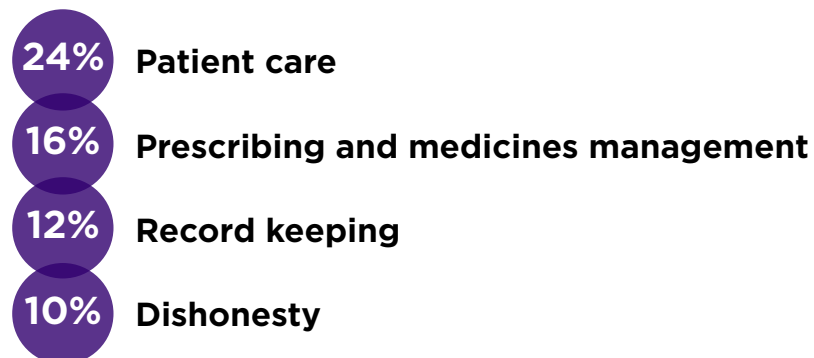 24% Patient care
16% Prescribing and medicines management
12% Record keeping
10% Dishonesty